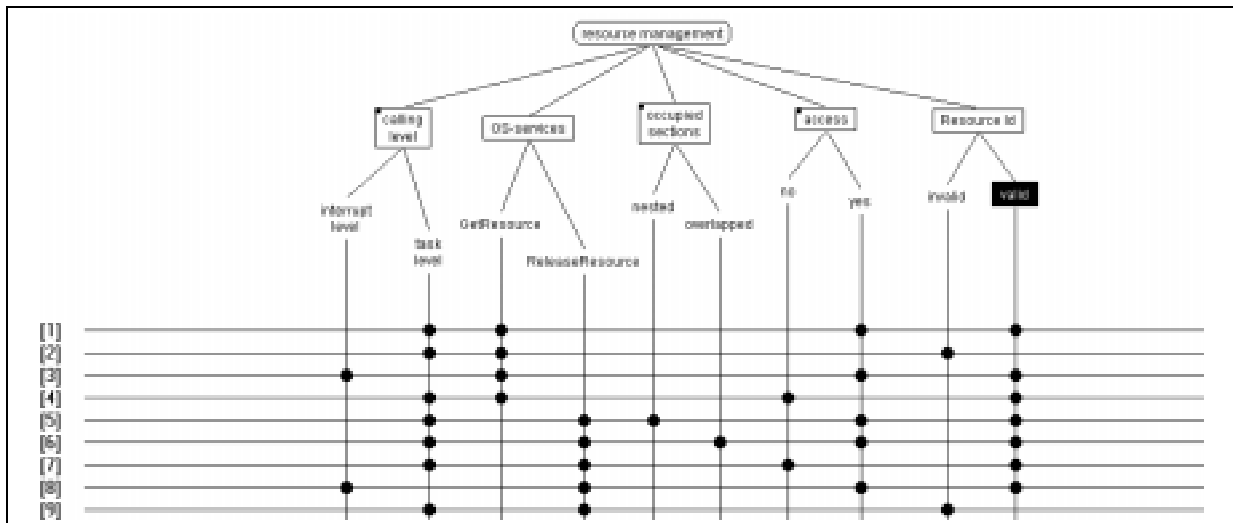 resource management
calling
level
OS-services
occupied
sections
access
Resource Id
interrupt
level
task
level
GetResource
ReleaseResource
nested
overlapped
no
yes
invalid
valid
[1]
[2]
[3]
[4]
[5]
[6]
[7]
[8]
[9]